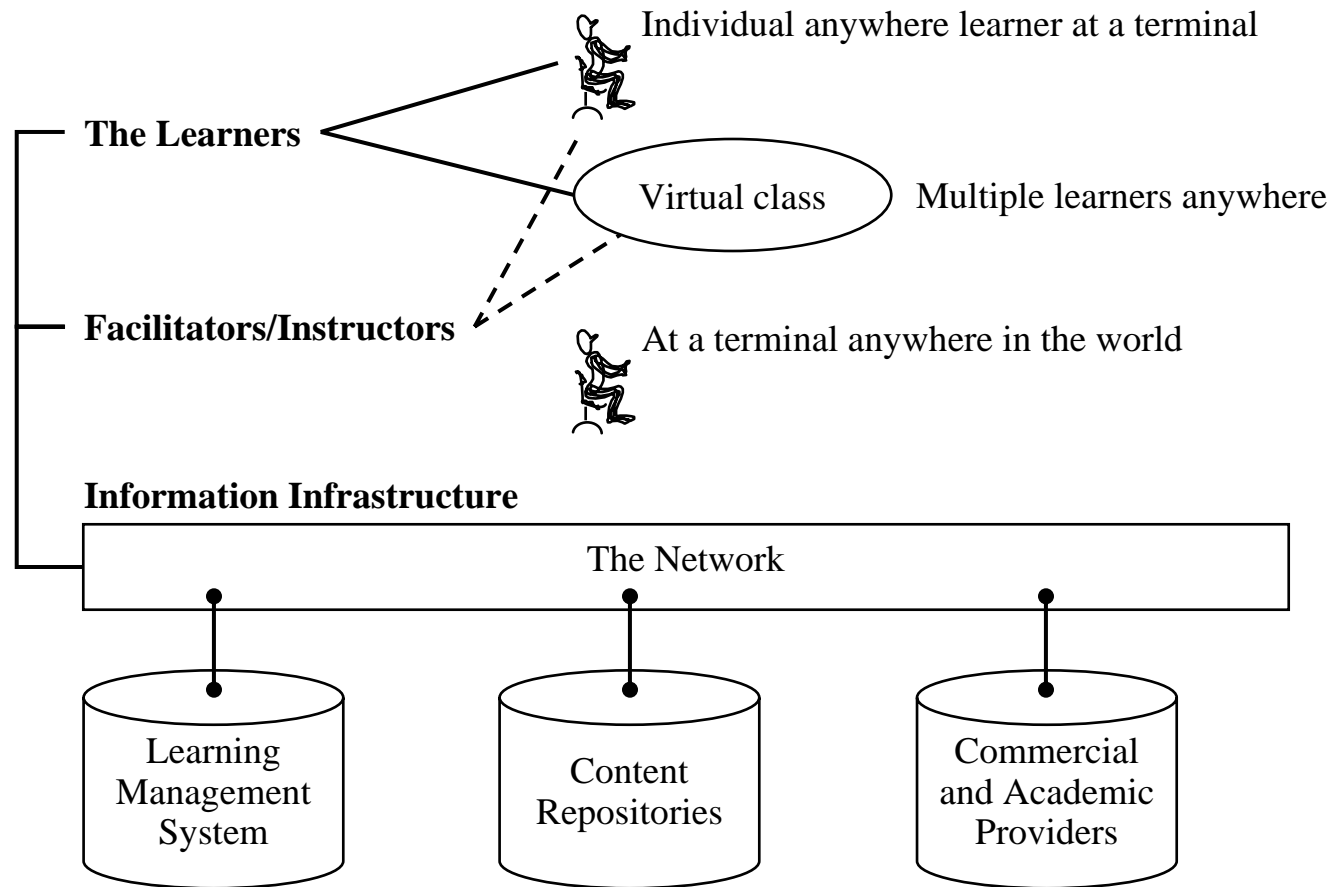 Individual anywhere learner at a terminal
The Learners
Virtual class
Multiple learners anywhere
Facilitators/Instructors
At a terminal anywhere in the world
Information Infrastructure
The Network
Learning
Management
System
Content
Repositories
Commercial
and Academic
Providers